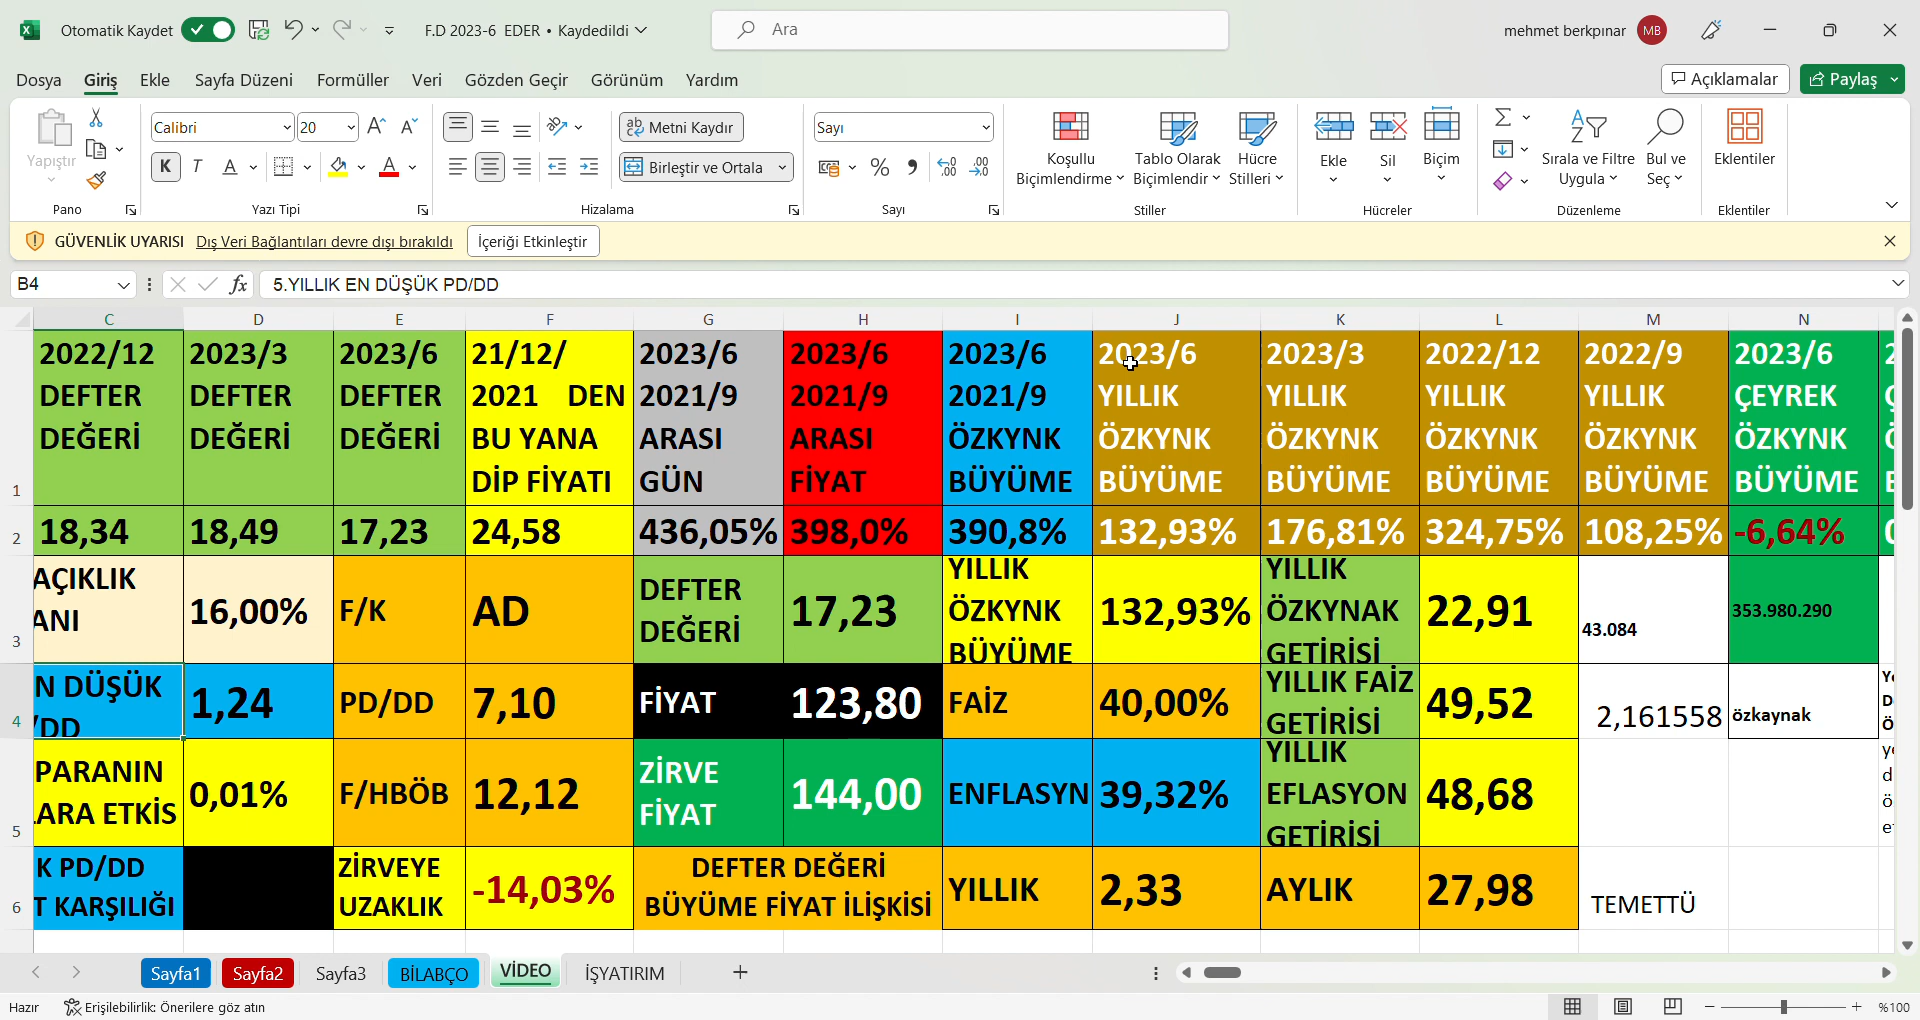 Otomatik Kaydet
F.D 2023-6 EDER • Kaydedildi
Ara
mehmet berkpınar
MB
Dosya
Giriş
Ekle
Sayfa Düzeni
Formüller
Veri
Gözden Geçir
Görünüm
Yardım
Açıklamalar
Paylaş
Yapıştır
Pano
Calibri
20
K T A
Yazı Tipi
Metni Kaydır
Birleştir ve Ortala
Hizalama
Sayı
Sayı
Koşullu
Biçimlendirme
Tablo Olarak
Biçimlendir
Hücre
Stilleri
Stiller
Ekle
Sil
Biçim
Hücreler
Sırala ve Filtre
Uygula
Bul ve
Seç
Düzenleme
Eklentiler
Eklentiler
GÜVENLİK UYARISI Dış Veri Bağlantıları devre dışı bırakıldı
İçeriği Etkinleştir
B4
fx
5.YILLIK EN DÜŞÜK PD/DD
C D E F G H I J K L M N
1
2022/12
DEFTER
DEĞERİ
2023/3
DEFTER
DEĞERİ
2023/6
DEFTER
DEĞERİ
21/12/
2021 DEN
BU YANA
DİP FİYATI
2023/6
2021/9
ARASI
GÜN
2023/6
2021/9
ARASI
FİYAT
2023/6
2021/9
ÖZKYNK
BÜYÜME
2023/6
YILLIK
ÖZKYNK
BÜYÜME
2023/3
YILLIK
ÖZKYNK
BÜYÜME
2022/12
YILLIK
ÖZKYNK
BÜYÜME
2022/9
YILLIK
ÖZKYNK
BÜYÜME
2023/6
ÇEYREK
ÖZKYNK
BÜYÜME
2
18,34 18,49 17,23 24,58 436,05% 398,0% 390,8% 132,93% 176,81% 324,75% 108,25% -6,64%
3
AÇIKLIK
ANI
16,00%
F/K
AD
DEFTER
DEĞERİ
17,23
YILLIK
ÖZKYNK
BÜYÜME
132,93%
YILLIK
ÖZKYNAK
GETİRİSİ
22,91
43.084
353.980.290
4
N DÜŞÜK
/DD
1,24
PD/DD
7,10
FİYAT
123,80
FAİZ
40,00%
YILLIK FAİZ
GETİRİSİ
49,52
2,161558
özkaynak
5
PARANIN
ARA ETKİS
0,01%
F/HBÖB
12,12
ZİRVE
FİYAT
144,00
ENFLASYN
39,32%
YILLIK
EFLASYON
GETİRİSİ
48,68
6
K PD/DD
T KARŞILIĞI
ZİRVEYE
UZAKLIK
-14,03%
DEFTER DEĞERİ
BÜYÜME FİYAT İLİŞKİSİ
YILLIK
2,33
AYLIK
27,98
TEMETTÜ
Sayfa1
Sayfa2
Sayfa3
BİLABÇO
VİDEO
İŞYATIRIM
Hazır
Erişilebilirlik: Önerilere göz atın
%100